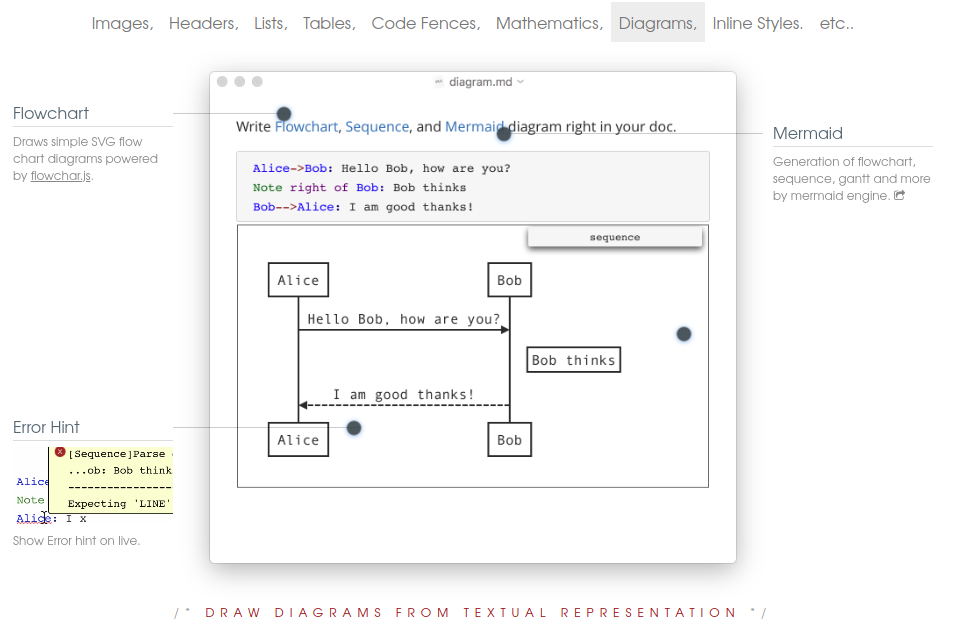 Images, Headers, Lists, Tables, Code Fences, Mathematics, Diagrams, Inline Styles. etc..
diagram.md
Flowchart
Draws simple SVG flow
chart diagrams powered
by flowchar.js.
Write Flowchart, Sequence, and Mermaid diagram right in your doc.
Mermaid
Generation of flowchart,
sequence, gantt and more
by mermaid engine.
Alice->Bob: Hello Bob, how are you?
Note right of Bob: Bob thinks
Bob-->Alice: I am good thanks!
sequence
Alice Bob
Hello Bob, how are you?
Bob thinks
I am good thanks!
Alice Bob
Error Hint
[Sequence]Parse
...ob: Bob think
Alice
----------------
Note
Expecting 'LINE'
Alice: I x
Show Error hint on live.
/* DRAW DIAGRAMS FROM TEXTUAL REPRESENTATION */